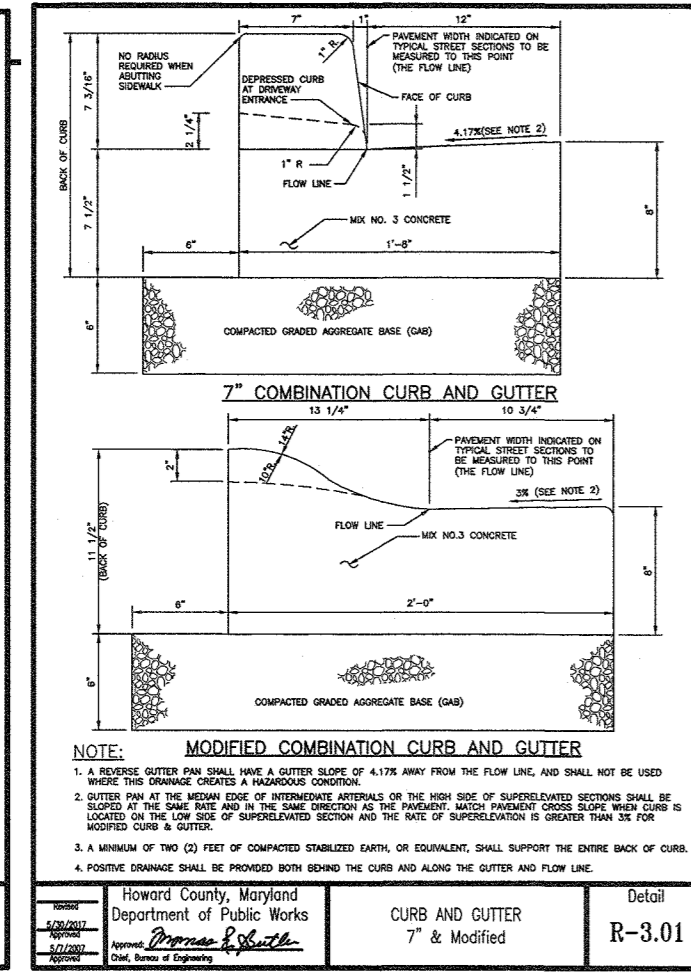 7"
1"
12"
NO RADIUS
REQUIRED WHEN
ABUTTING
SIDEWALK
1" R.
PAVEMENT WIDTH INDICATED ON
TYPICAL STREET SECTIONS TO BE
MEASURED TO THIS POINT
(THE FLOW LINE)
DEPRESSED CURB
AT DRIVEWAY
ENTRANCE
FACE OF CURB
BACK OF CURB
7 3/16"
2 1/4"
4.17%(SEE NOTE 2)
1" R
FLOW LINE
1 1/2"
7 1/2"
MIX NO. 3 CONCRETE
8"
6"
1'-8"
6"
COMPACTED GRADED AGGREGATE BASE (GAB)
7" COMBINATION CURB AND GUTTER
13 1/4"
10 3/4"
14"R
10"R
2"
PAVEMENT WIDTH INDICATED ON
TYPICAL STREET SECTIONS TO
BE MEASURED TO THIS POINT
(THE FLOW LINE)
3% (SEE NOTE 2)
11 1/2"
(BACK OF CURB)
FLOW LINE
MIX NO.3 CONCRETE
8"
6"
2'-0"
6"
COMPACTED GRADED AGGREGATE BASE (GAB)
NOTE:
MODIFIED COMBINATION CURB AND GUTTER
1. A REVERSE GUTTER PAN SHALL HAVE A GUTTER SLOPE OF 4.17% AWAY FROM THE FLOW LINE, AND SHALL NOT BE USED
WHERE THIS DRAINAGE CREATES A HAZARDOUS CONDITION.
2. GUTTER PAN AT THE MEDIAN EDGE OF INTERMEDIATE ARTERIALS OR THE HIGH SIDE OF SUPERELEVATED SECTIONS SHALL BE
SLOPED AT THE SAME RATE AND IN THE SAME DIRECTION AS THE PAVEMENT. MATCH PAVEMENT CROSS SLOPE WHEN CURB IS
LOCATED ON THE LOW SIDE OF SUPERELEVATED SECTION AND THE RATE OF SUPERELEVATION IS GREATER THAN 3% FOR
MODIFIED CURB & GUTTER.
3. A MINIMUM OF TWO (2) FEET OF COMPACTED STABILIZED EARTH, OR EQUIVALENT, SHALL SUPPORT THE ENTIRE BACK OF CURB.
4. POSITIVE DRAINAGE SHALL BE PROVIDED BOTH BEHIND THE CURB AND ALONG THE GUTTER AND FLOW LINE.
Revised
5/30/2017
Approved
5/7/2007
Approved
Howard County, Maryland
Department of Public Works
Approved: Thomas E. Butler
Chief, Bureau of Engineering
CURB AND GUTTER
7" & Modified
Detail
R-3.01